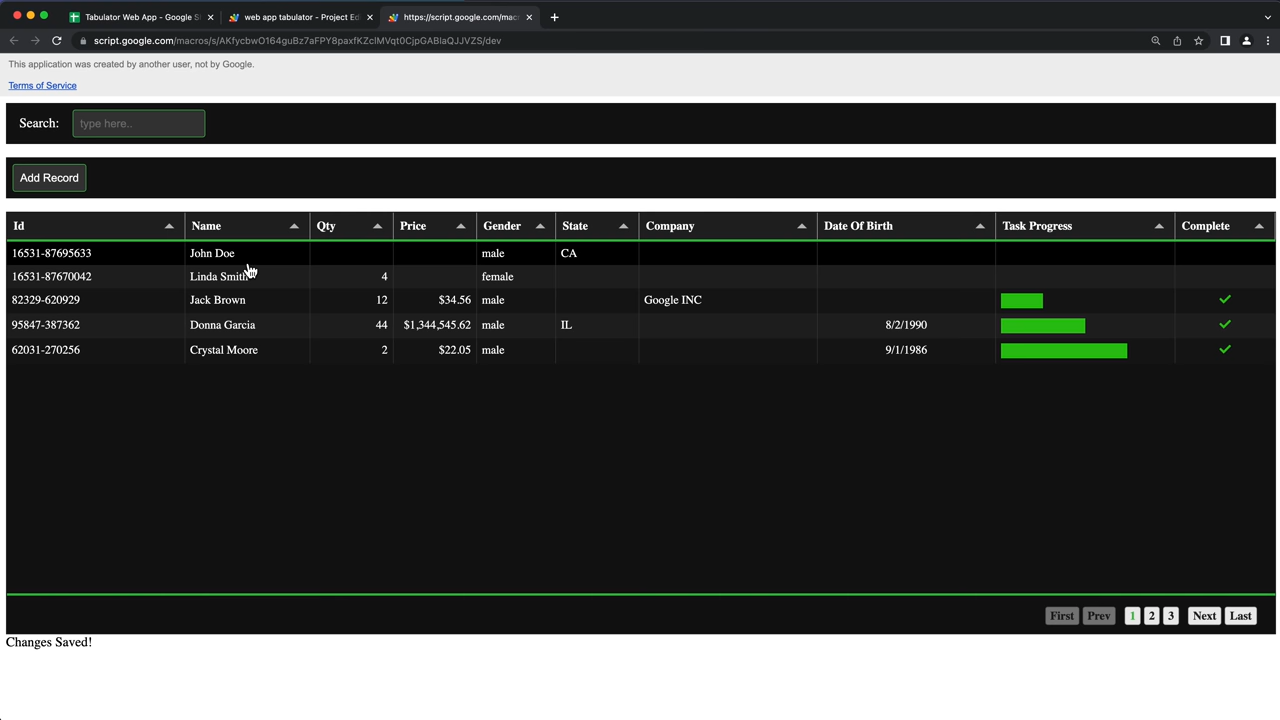 Tabulator Web App - Google S
web app tabulator - Project Ed
https://script.google.com/mac
script.google.com/macros/s/AKfycbwO164guBz7aFPY8paxfKZclMVqt0CjpGABlaQJJVZS/dev
This application was created by another user, not by Google.
Terms of Service
Search: type here..
Add Record
Id Name Qty Price Gender State Company Date Of Birth Task Progress Complete
16531-87695633 John Doe male CA
16531-87670042 Linda Smith 4 female
82329-620929 Jack Brown 12 $34.56 male Google INC
95847-387362 Donna Garcia 44 $1,344,545.62 male IL 8/2/1990
62031-270256 Crystal Moore 2 $22.05 male 9/1/1986
First Prev 1 2 3 Next Last
Changes Saved!